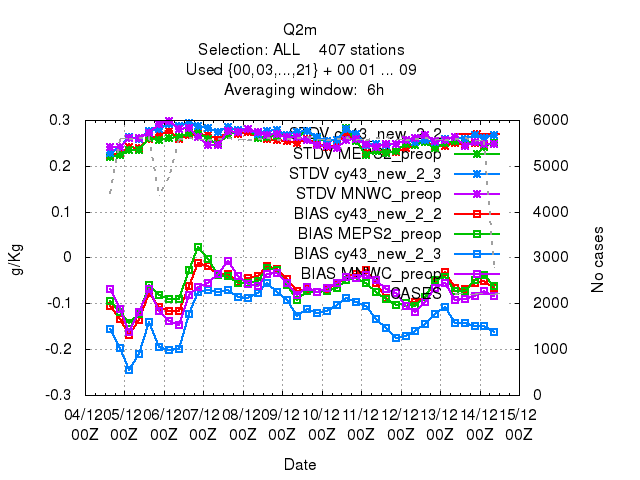 Q2m
Selection: ALL 407 stations
Used {00,03,...,21} + 00 01 ... 09
Averaging window: 6h
0.3
0.2
0.1
0
-0.1
-0.2
-0.3
g/Kg
6000
5000
4000
3000
2000
1000
0
No cases
STDV cy43_new_2_2
STDV MEPS2_preop
STDV cy43_new_2_3
STDV MNWC_preop
BIAS cy43_new_2_2
BIAS MEPS2_preop
BIAS cy43_new_2_3
BIAS MNWC_preop
CASES
04/12 05/12 06/12 07/12 08/12 09/12 10/12 11/12 12/12 13/12 14/12 15/12
00Z 00Z 00Z 00Z 00Z 00Z 00Z 00Z 00Z 00Z 00Z 00Z
Date